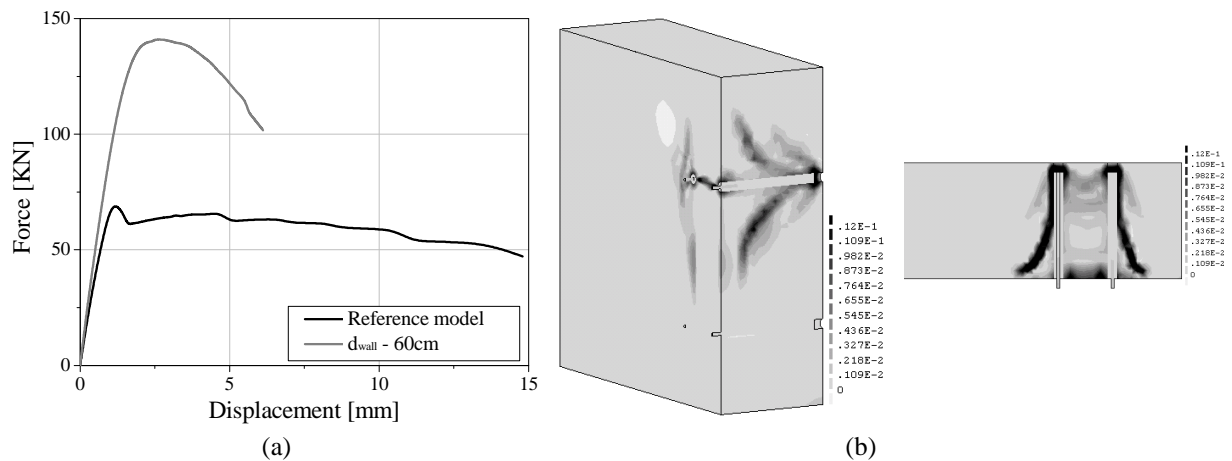 150
100
50
0
Force [KN]
Reference model
dwall - 60cm
0
5
10
15
Displacement [mm]
(a)
.12E-1
.109E-1
.982E-2
.873E-2
.764E-2
.655E-2
.545E-2
.436E-2
.327E-2
.218E-2
.109E-2
0
.12E-1
.109E-1
.982E-2
.873E-2
.764E-2
.655E-2
.545E-2
.436E-2
.327E-2
.218E-2
.109E-2
0
(b)